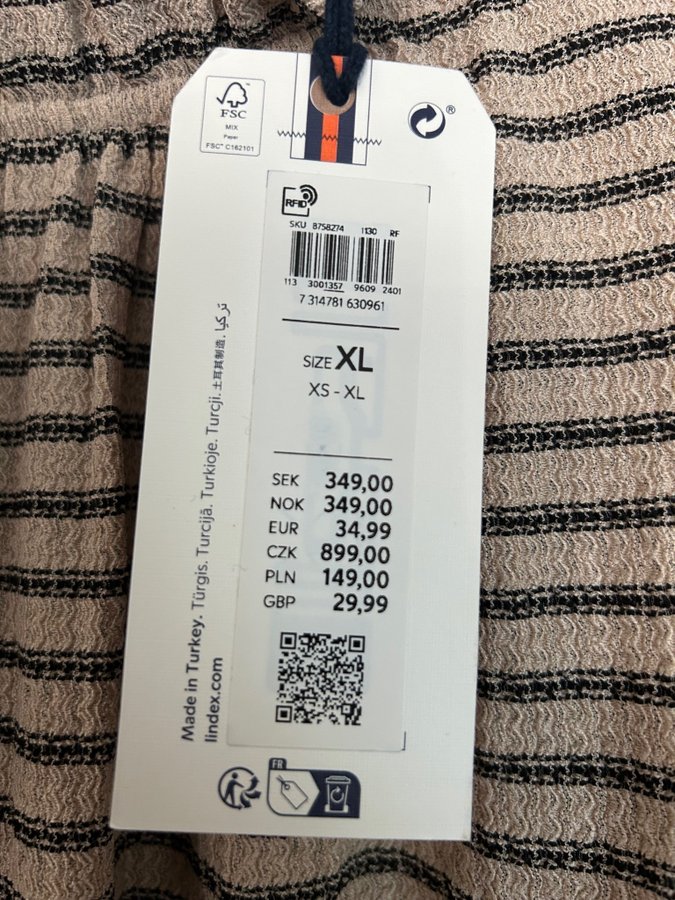 FSC
MIX
Paper
FSC™ C162101
®
RFID
SKU 8758274 1130 RF
113 3001357 9609 2401
7 314781 630961
SIZE XL
XS - XL
SEK 349,00
NOK 349,00
EUR 34,99
CZK 899,00
PLN 149,00
GBP 29,99
Made in Turkey. Türgis. Turcijā. Turkioje. Turcji. 土耳其制造. تركيا
lindex.com
FR